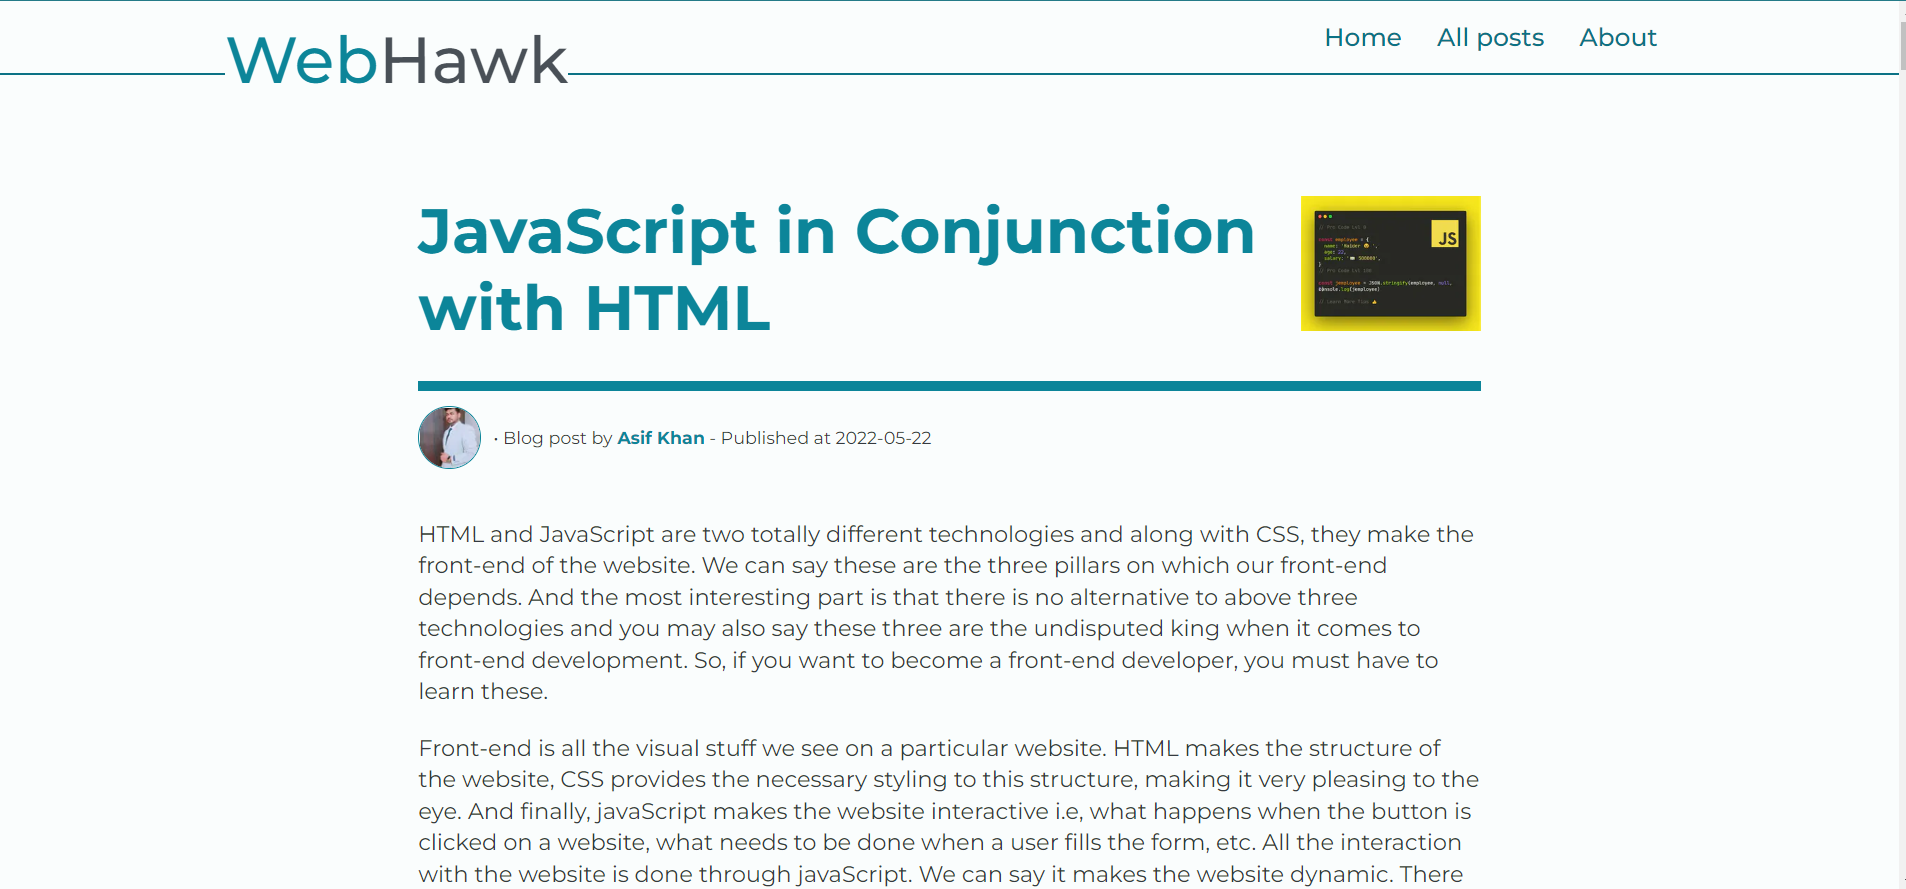 WebHawk
Home All posts About
JavaScript in Conjunction
with HTML
JS
· Blog post by Asif Khan - Published at 2022-05-22
HTML and JavaScript are two totally different technologies and along with CSS, they make the
front-end of the website. We can say these are the three pillars on which our front-end
depends. And the most interesting part is that there is no alternative to above three
technologies and you may also say these three are the undisputed king when it comes to
front-end development. So, if you want to become a front-end developer, you must have to
learn these.
Front-end is all the visual stuff we see on a particular website. HTML makes the structure of
the website, CSS provides the necessary styling to this structure, making it very pleasing to the
eye. And finally, javaScript makes the website interactive i.e, what happens when the button is
clicked on a website, what needs to be done when a user fills the form, etc. All the interaction
with the website is done through javaScript. We can say it makes the website dynamic. There